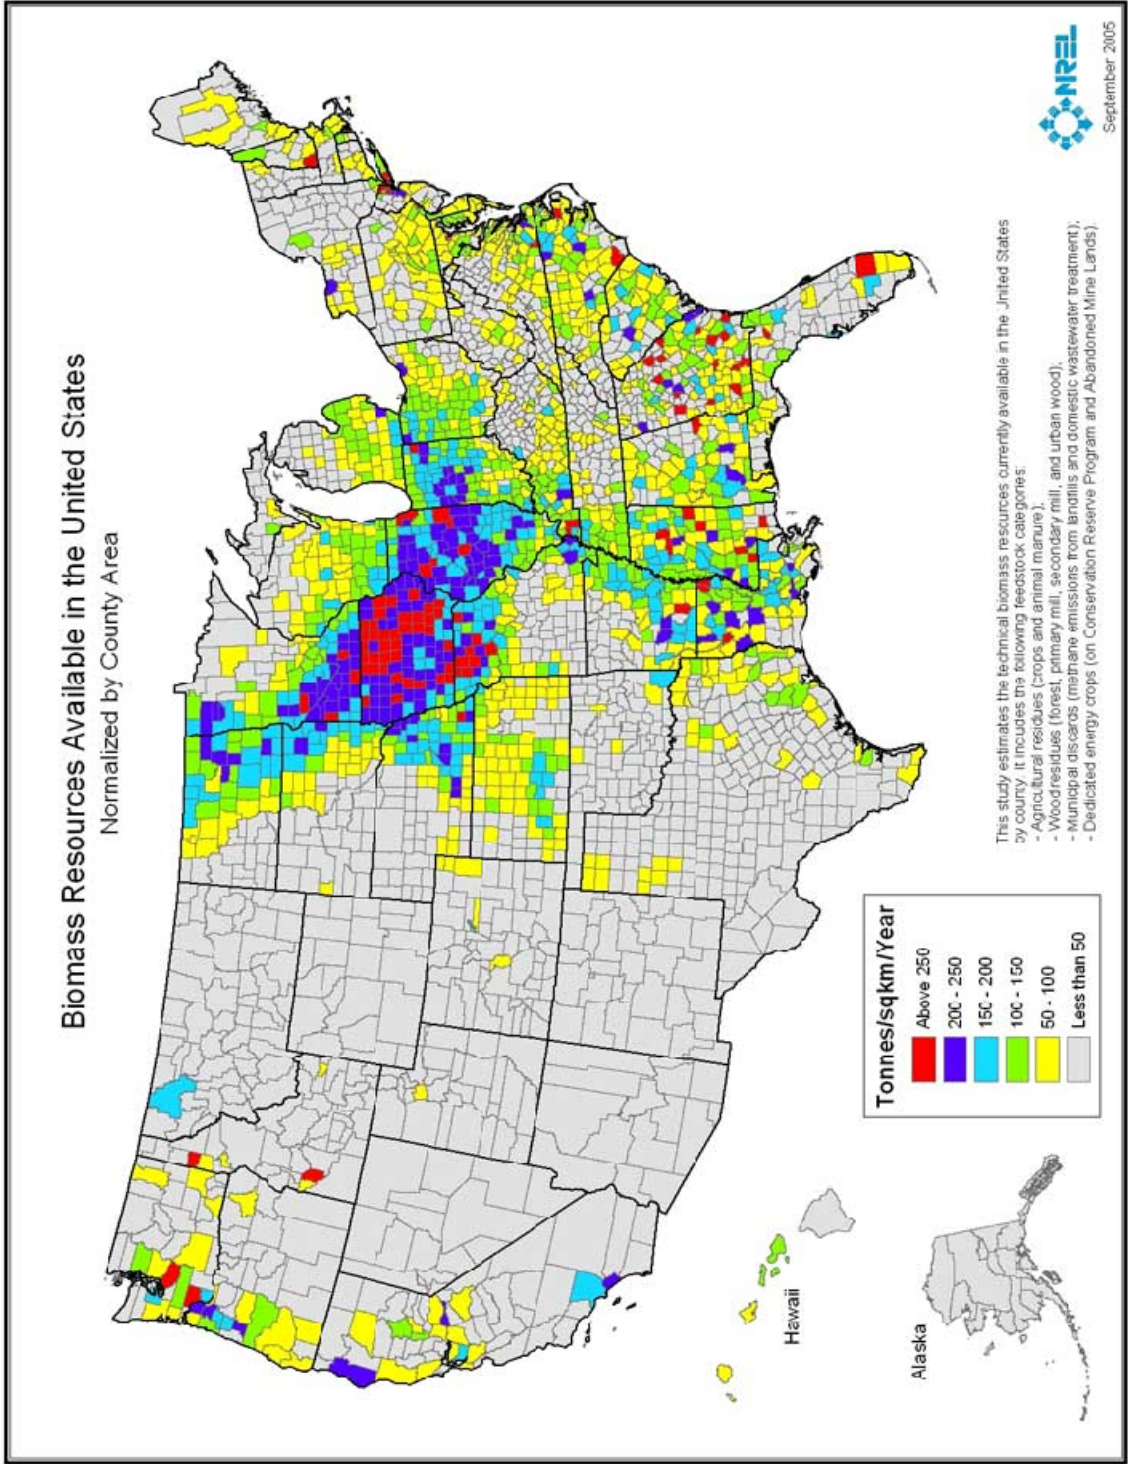 Biomass Resources Available in the United States
Normalized by County Area
This study estimates the technical biomass resources currently available in the United States
by county. It includes the following feedstock categories:
- Agricultural residues (crops and animal manure);
- Wood residues (forest, primary mill, secondary mill, and urban wood);
- Municipal discards (methane emissions from landfills and domestic wastewater treatment);
- Dedicated energy crops (on Conservation Reserve Program and Abandoned Mine Lands).
Tonnes/sqkm/Year
Above 250
200 - 250
150 - 200
100 - 150
50 - 100
Less than 50
Hawaii
Alaska
NREL
September 2005